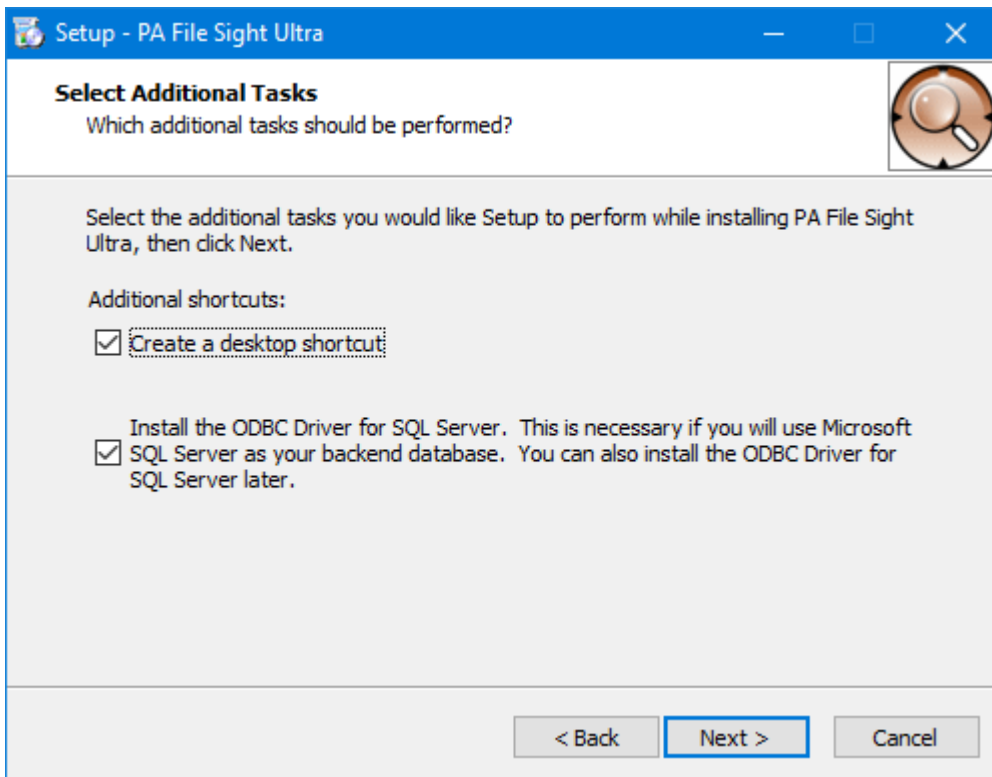 Setup - PA File Sight Ultra
Select Additional Tasks
Which additional tasks should be performed?
Select the additional tasks you would like Setup to perform while installing PA File Sight
Ultra, then click Next.
Additional shortcuts:
Create a desktop shortcut
Install the ODBC Driver for SQL Server.  This is necessary if you will use Microsoft
SQL Server as your backend database.  You can also install the ODBC Driver for
SQL Server later.
< Back
Next >
Cancel